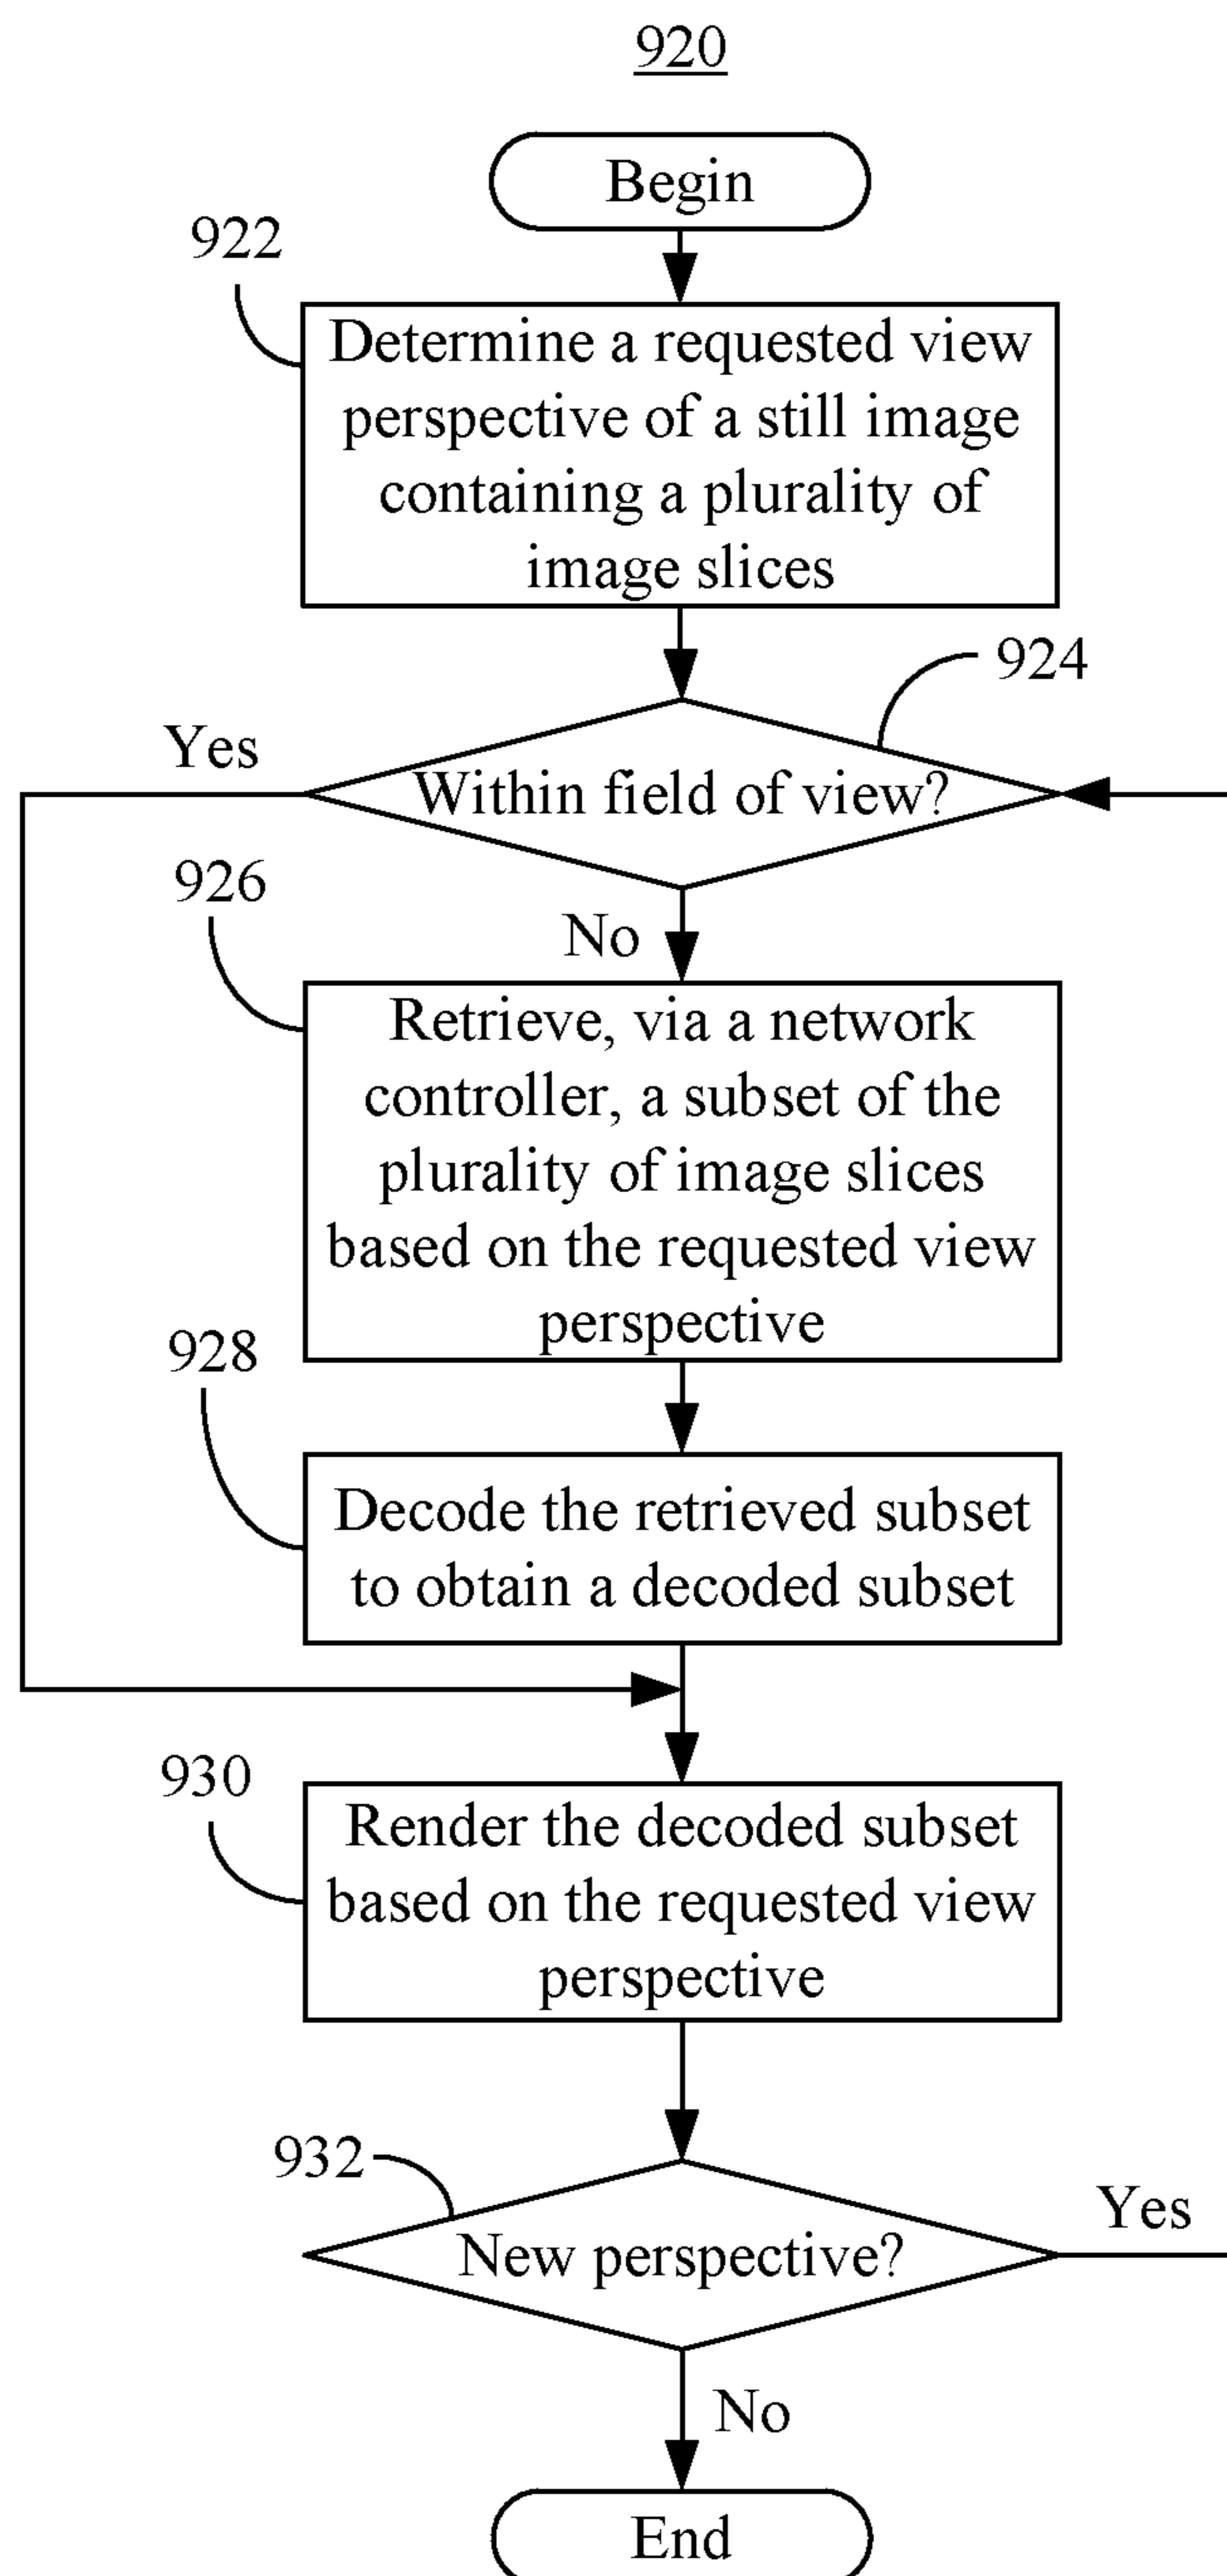 920
Begin
922
Determine a requested view
perspective of a still image
containing a plurality of
image slices
924
Yes
Within field of view?
926
No
Retrieve, via a network
controller, a subset of the
plurality of image slices
based on the requested view
perspective
928
Decode the retrieved subset
to obtain a decoded subset
930
Render the decoded subset
based on the requested view
perspective
932
Yes
New perspective?
No
End